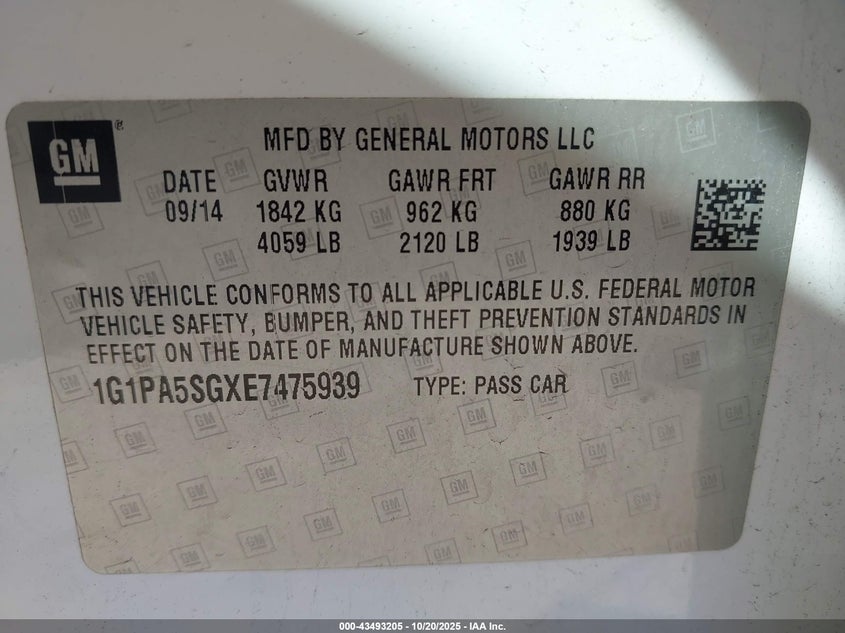 GM®
MFD BY GENERAL MOTORS LLC
DATE GVWR GAWR FRT GAWR RR
09/14 1842 KG 962 KG 880 KG
4059 LB 2120 LB 1939 LB
THIS VEHICLE CONFORMS TO ALL APPLICABLE U.S. FEDERAL MOTOR
VEHICLE SAFETY, BUMPER, AND THEFT PREVENTION STANDARDS IN
EFFECT ON THE DATE OF MANUFACTURE SHOWN ABOVE.
1G1PA5SGXE7475939 TYPE: PASS CAR
000-43493205 - 10/20/2025 - IAA Inc.